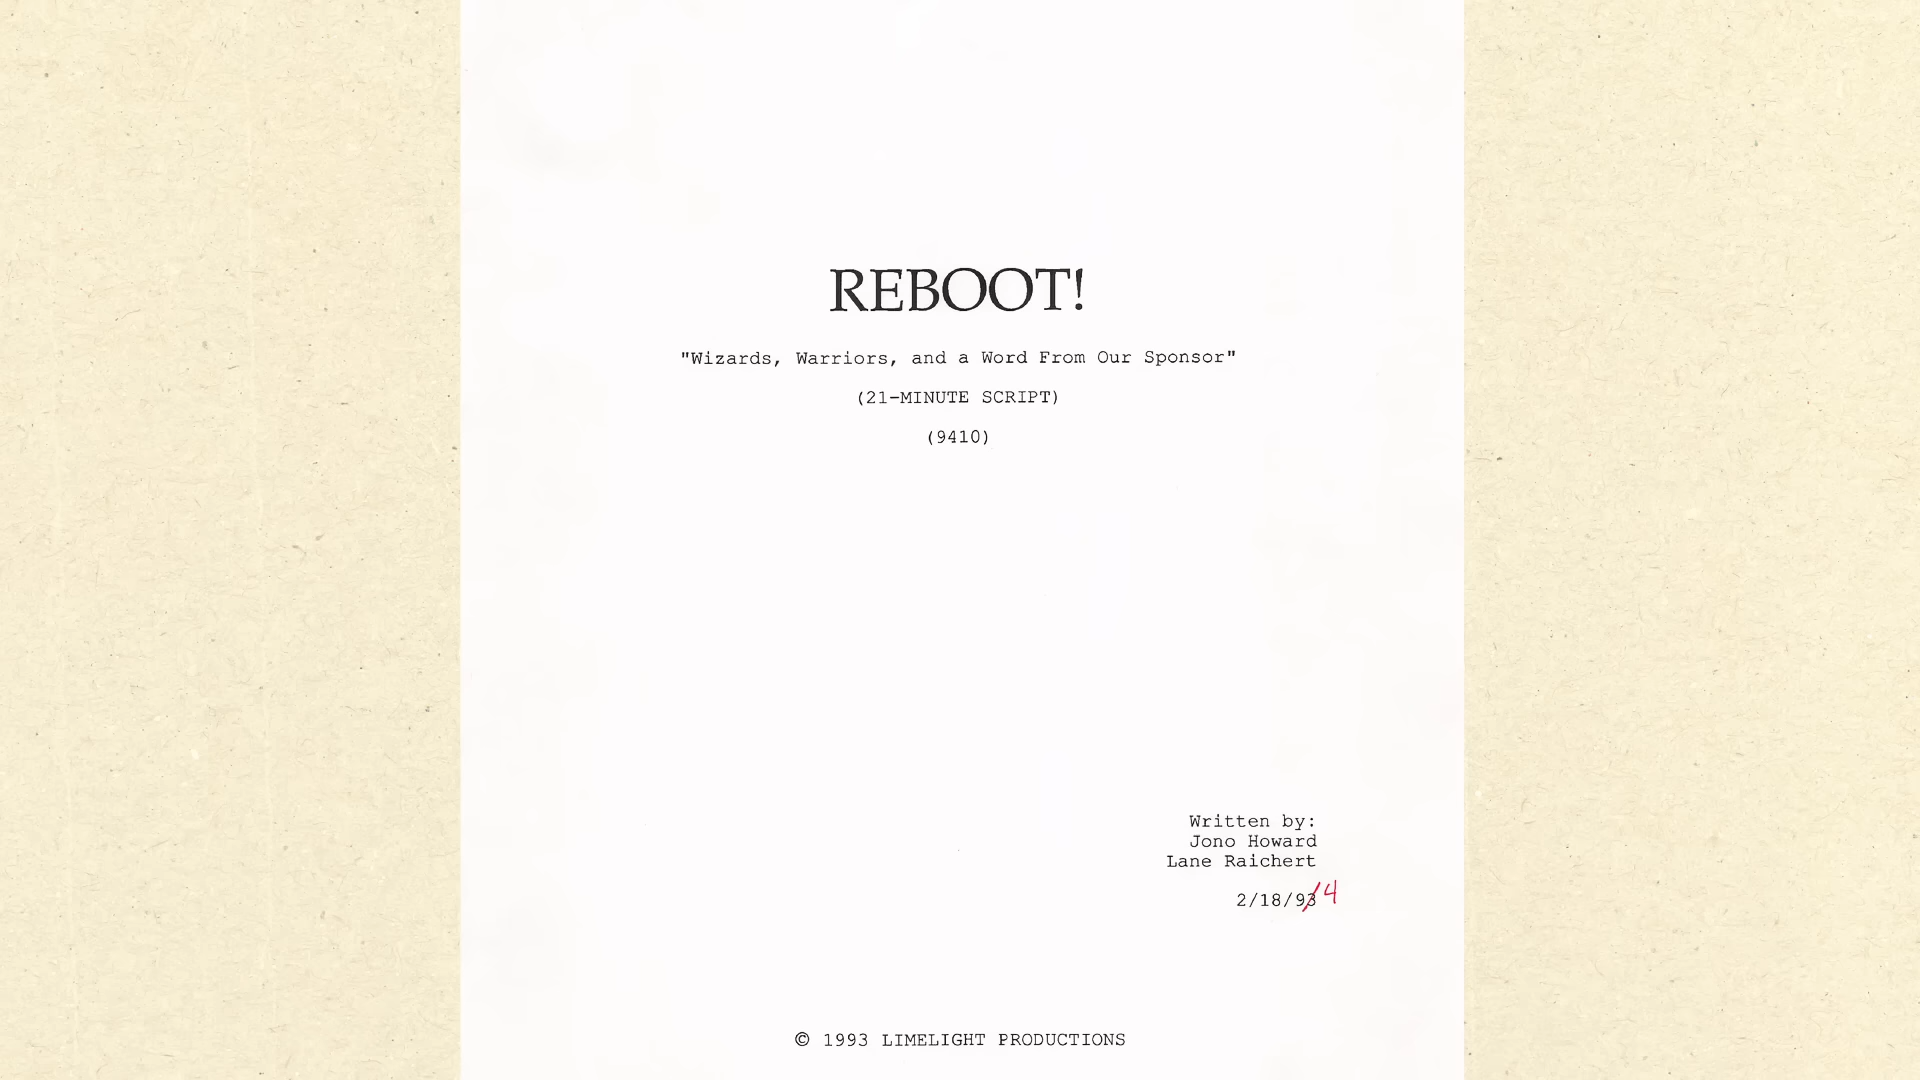 REBOOT!
"Wizards, Warriors, and a Word From Our Sponsor"
(21-MINUTE SCRIPT)
(9410)
Written by:
Jono Howard
Lane Raichert
2/18/93 4
© 1993 LIMELIGHT PRODUCTIONS